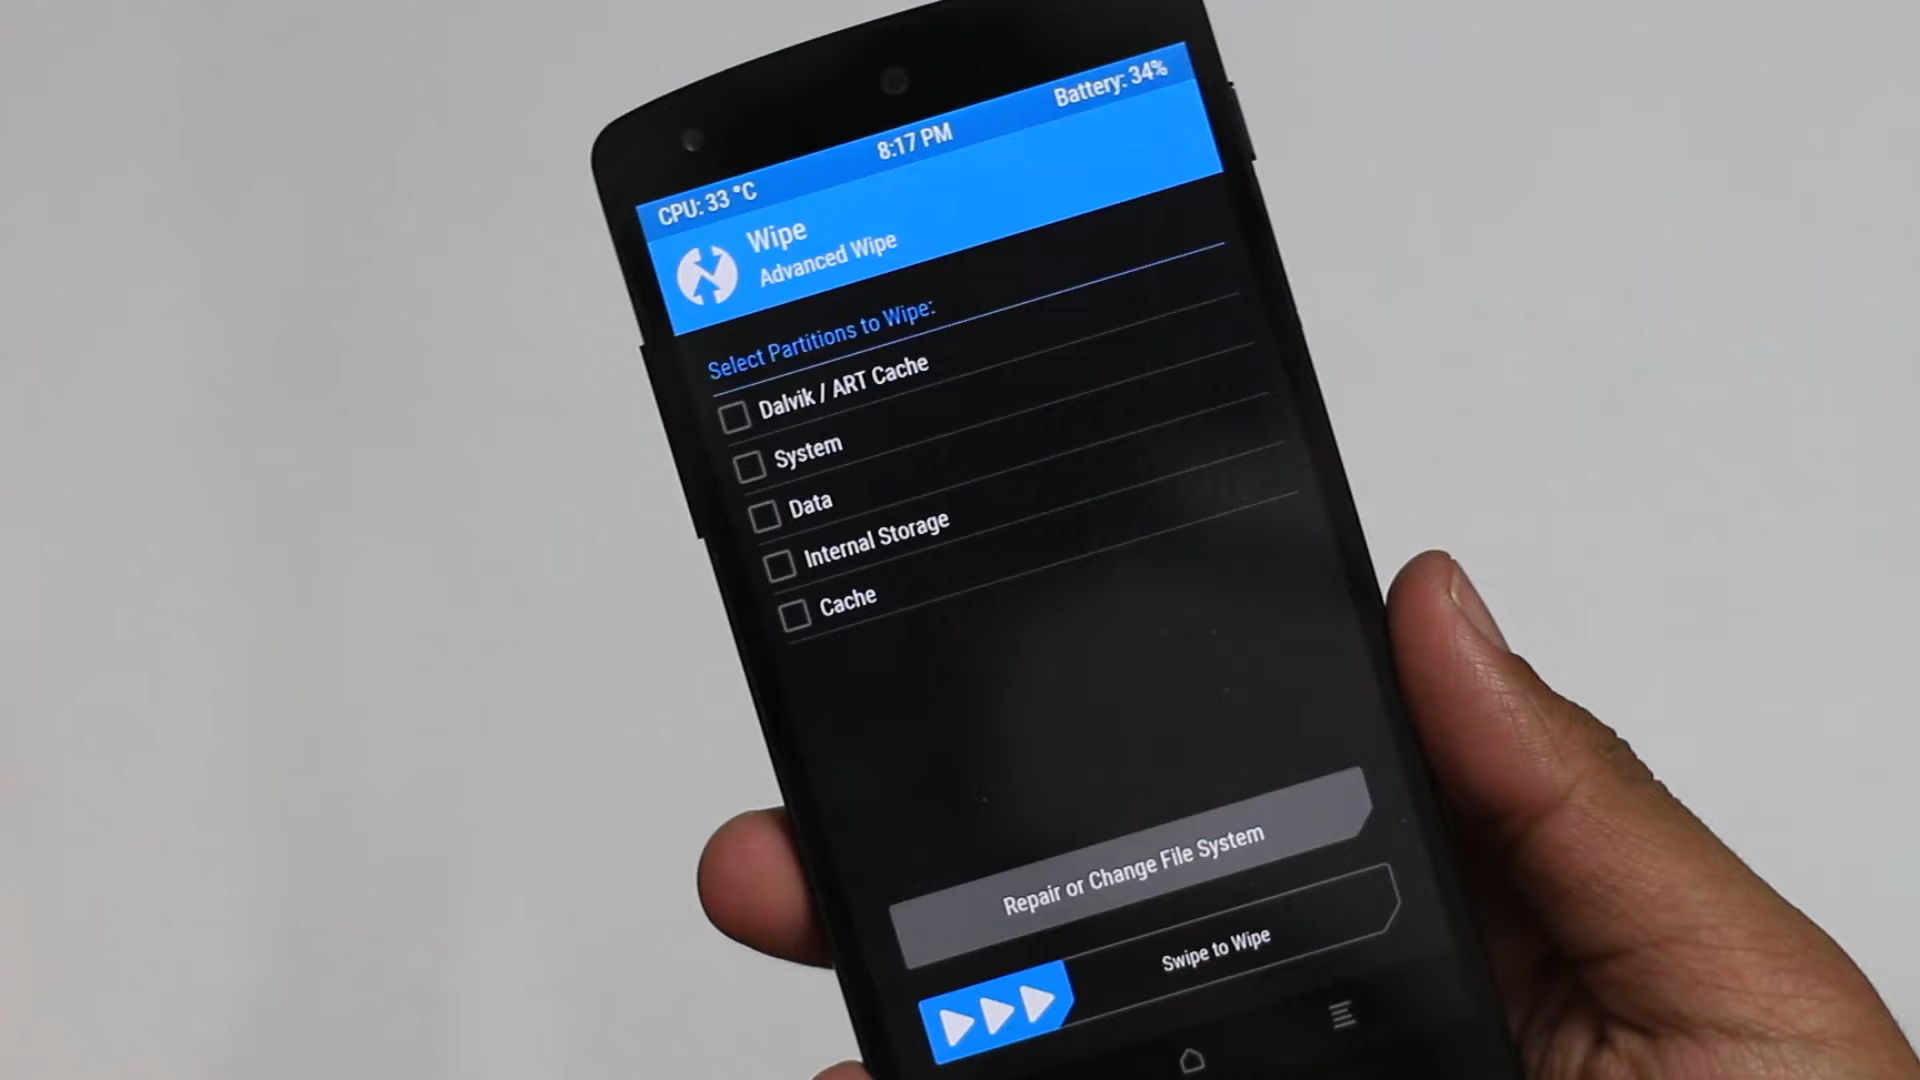 CPU: 33 °C
8:17 PM
Battery: 34%
Wipe
Advanced Wipe
Select Partitions to Wipe:
Dalvik / ART Cache
System
Data
Internal Storage
Cache
Repair or Change File System
Swipe to Wipe